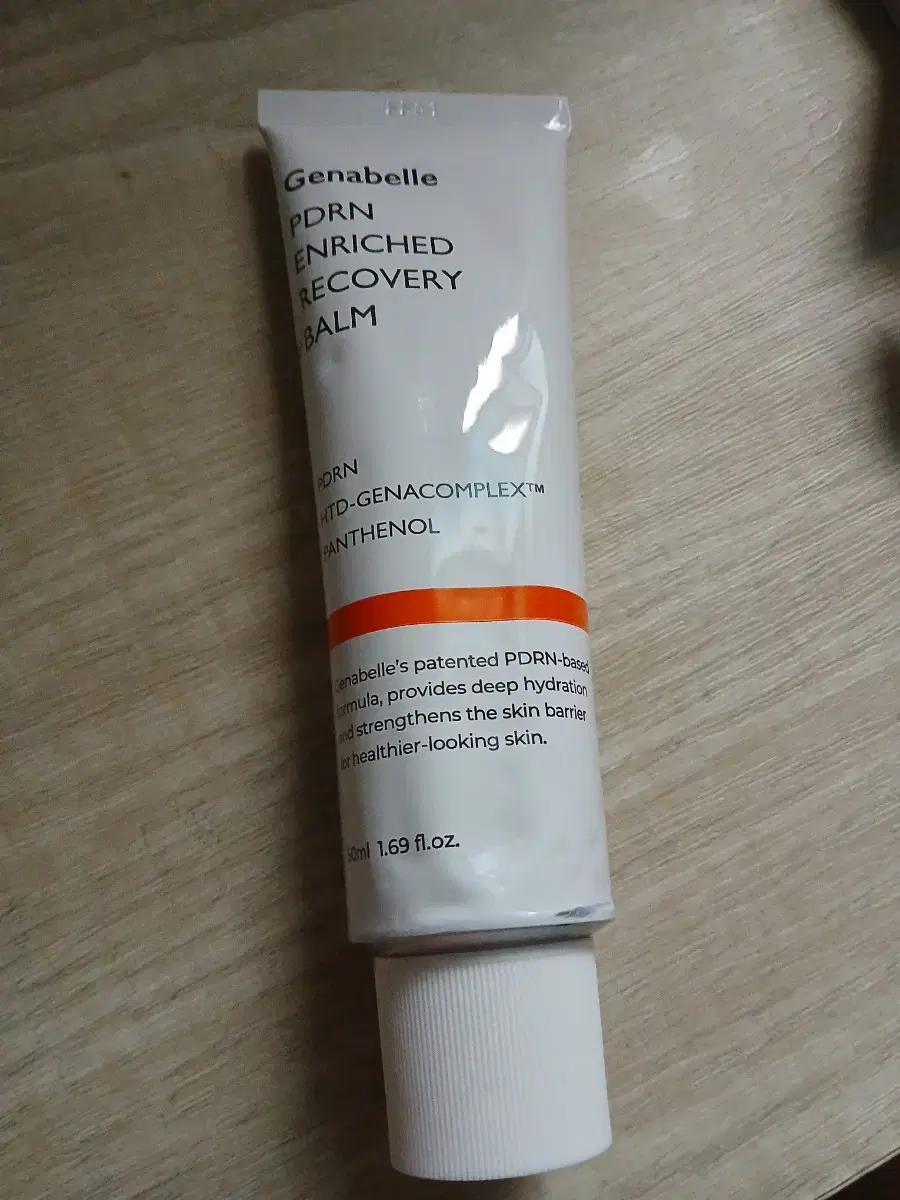 Genabelle
PDRN
ENRICHED
RECOVERY
BALM
PDRN
HTD-GENACOMPLEX™
PANTHENOL
Genabelle's patented PDRN-based
formula, provides deep hydration
and strengthens the skin barrier
for healthier-looking skin.
50ml 1.69 fl.oz.